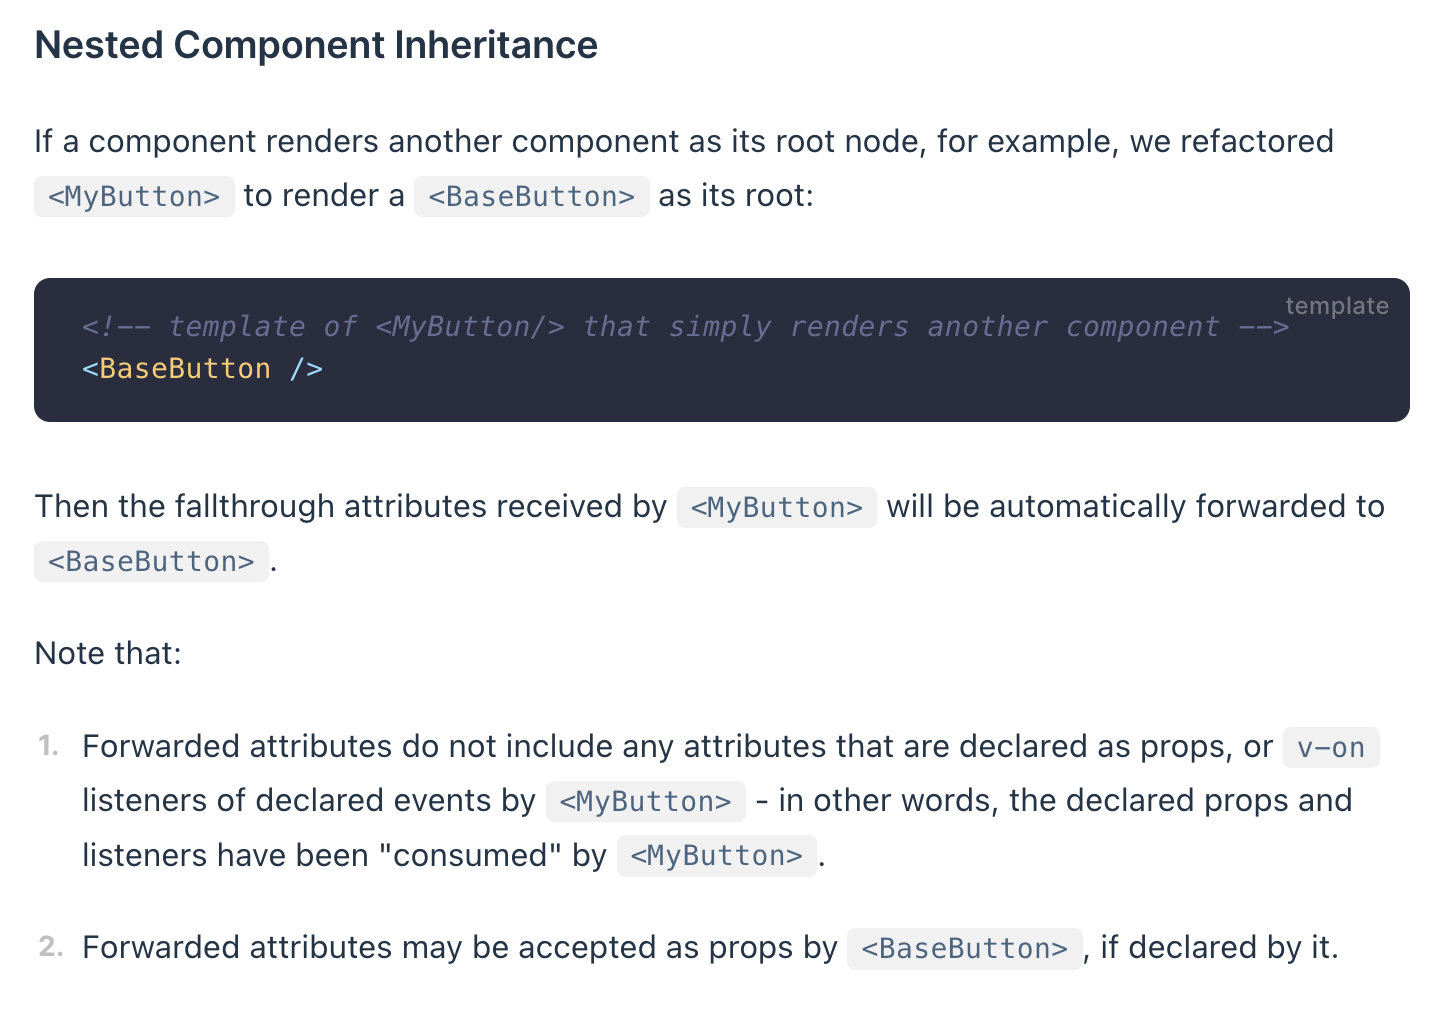 Nested Component Inheritance
If a component renders another component as its root node, for example, we refactored
<MyButton> to render a <BaseButton> as its root:
template
<!-- template of <MyButton/> that simply renders another component -->
<BaseButton />
Then the fallthrough attributes received by <MyButton> will be automatically forwarded to
<BaseButton>.
Note that:
1. Forwarded attributes do not include any attributes that are declared as props, or v-on
listeners of declared events by <MyButton> - in other words, the declared props and
listeners have been "consumed" by <MyButton>.
2. Forwarded attributes may be accepted as props by <BaseButton>, if declared by it.